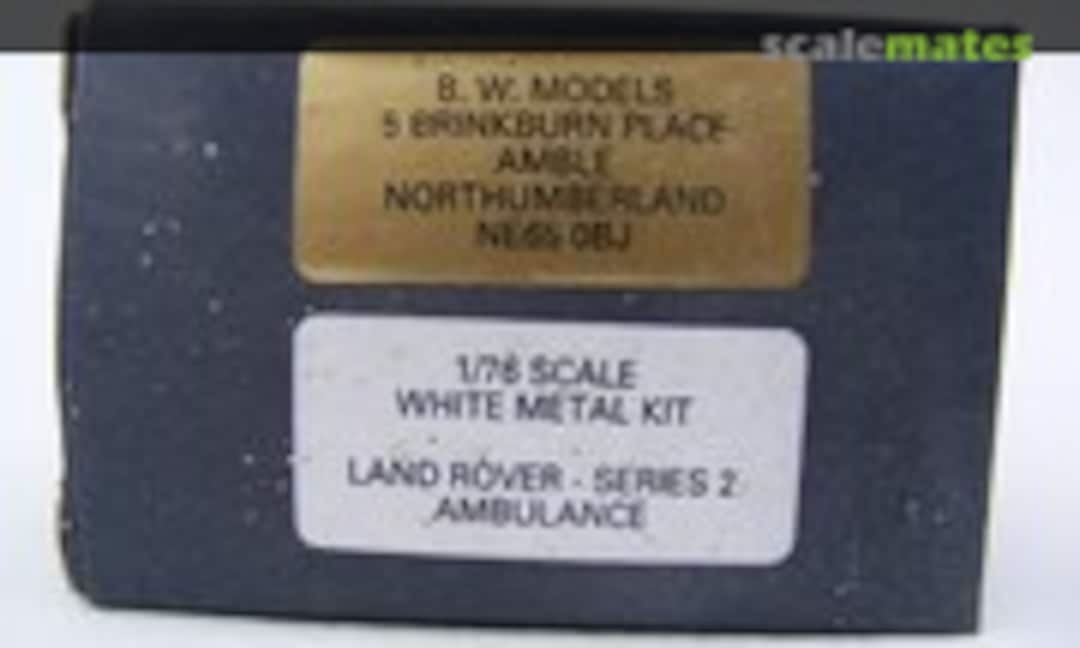 scalemates
B. W. MODELS
5 BRINKBURN PLACE
AMBLE
NORTHUMBERLAND
NE65 0BJ
1/76 SCALE
WHITE METAL KIT
LAND ROVER - SERIES 2
AMBULANCE